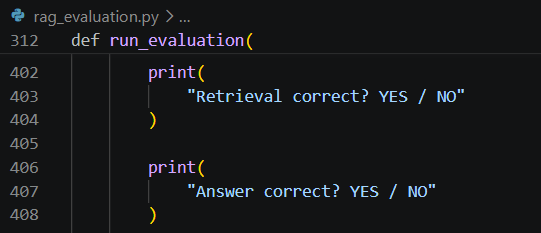 rag_evaluation.py > ...
312 def run_evaluation(
402 print(
403 "Retrieval correct? YES / NO"
404 )
405
406 print(
407 "Answer correct? YES / NO"
408 )